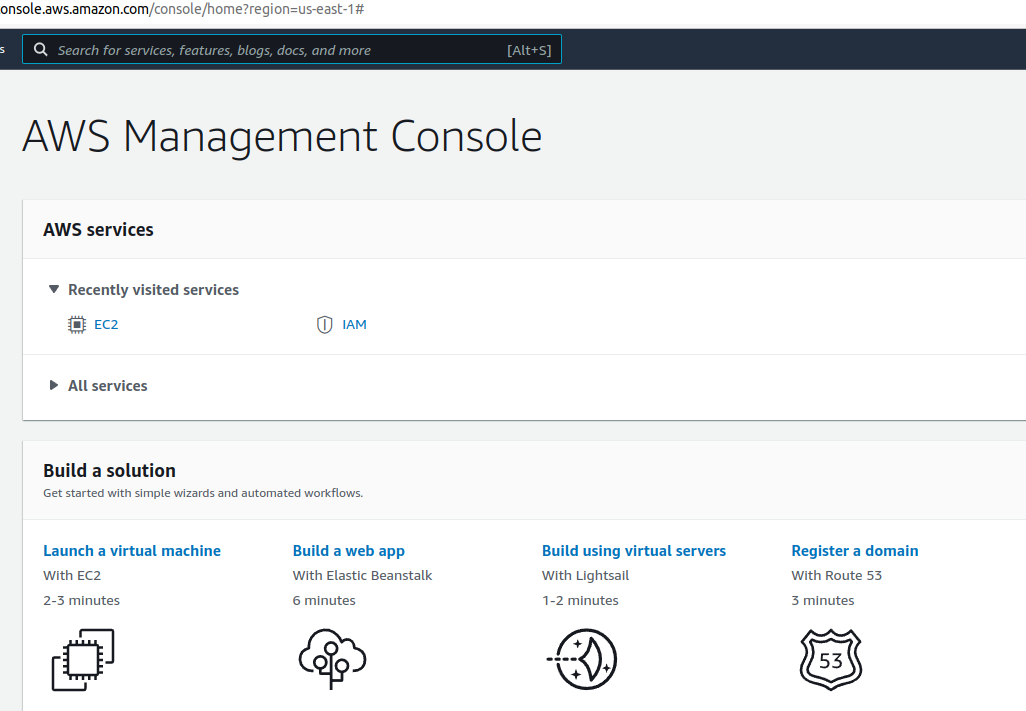 onsole.aws.amazon.com/console/home?region=us-east-1#
s Search for services, features, blogs, docs, and more [Alt+S]
AWS Management Console
AWS services
Recently visited services
EC2 IAM
All services
Build a solution
Get started with simple wizards and automated workflows.
Launch a virtual machine Build a web app Build using virtual servers Register a domain
With EC2 With Elastic Beanstalk With Lightsail With Route 53
2-3 minutes 6 minutes 1-2 minutes 3 minutes
53